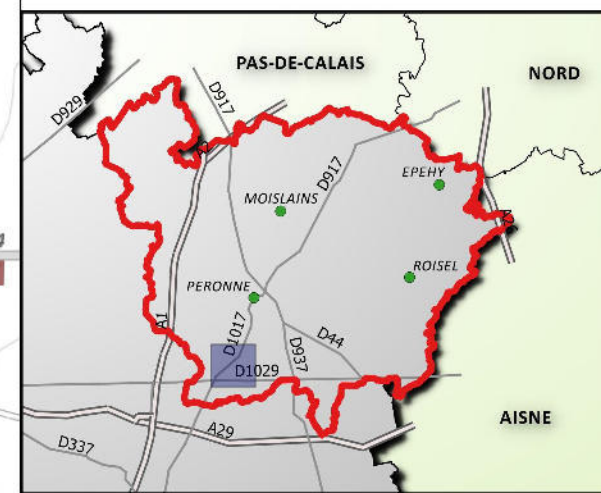 PAS-DE-CALAIS
NORD
D929
D917
A2
D917
EPEHY
MOISLAINS
A26
ROISEL
PERONNE
A1
D1017
D937
D44
D1029
AISNE
A29
D337